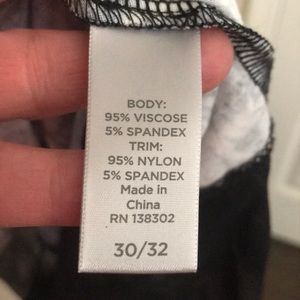 BODY:
95% VISCOSE
5% SPANDEX
TRIM:
95% NYLON
5% SPANDEX
Made in
China
RN 138302
30/32